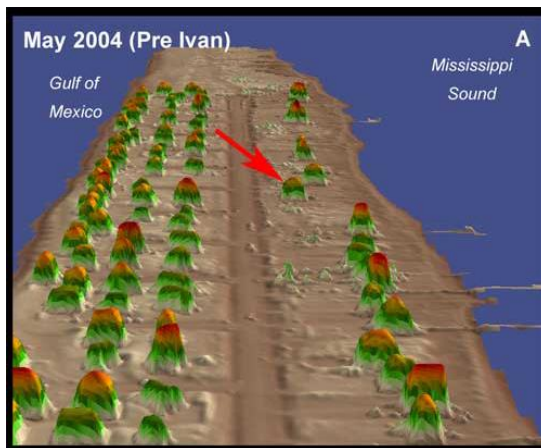 May 2004 (Pre Ivan)
A
Gulf of
Mexico
Mississippi
Sound